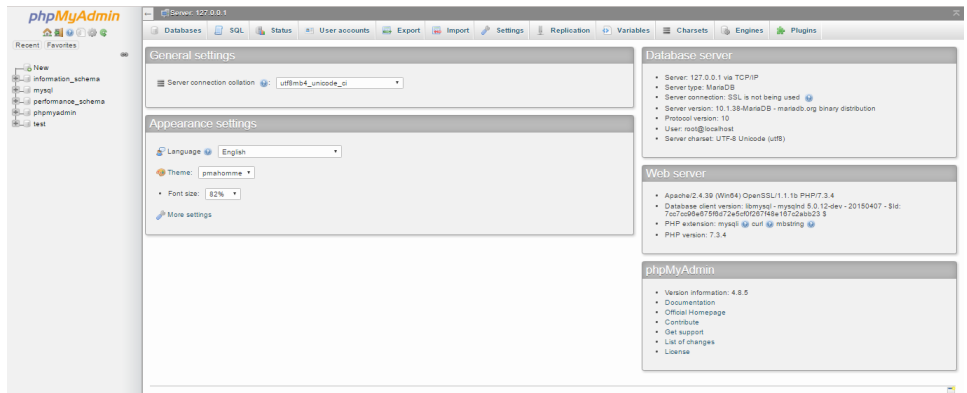 phpMyAdmin
Recent Favorites
New
information_schema
mysql
performance_schema
phpmyadmin
test
Server: 127.0.0.1
Databases SQL Status User accounts Export Import Settings Replication Variables Charsets Engines Plugins
General settings
Server connection collation : utf8mb4_unicode_ci
Appearance settings
Language English
Theme: pmahomme
Font size: 82%
More settings
Database server
Server: 127.0.0.1 via TCP/IP
Server type: MariaDB
Server connection: SSL is not being used
Server version: 10.1.38-MariaDB - mariadb.org binary distribution
Protocol version: 10
User: root@localhost
Server charset: UTF-8 Unicode (utf8)
Web server
Apache/2.4.39 (Win64) OpenSSL/1.1.1b PHP/7.3.4
Database client version: libmysql - mysqlnd 5.0.12-dev - 20150407 - $Id:
7cc7cc96e675f6d72e5cf0f267f48e167c2abb23 $
PHP extension: mysqli curl mbstring
PHP version: 7.3.4
phpMyAdmin
Version information: 4.8.5
Documentation
Official Homepage
Contribute
Get support
List of changes
License